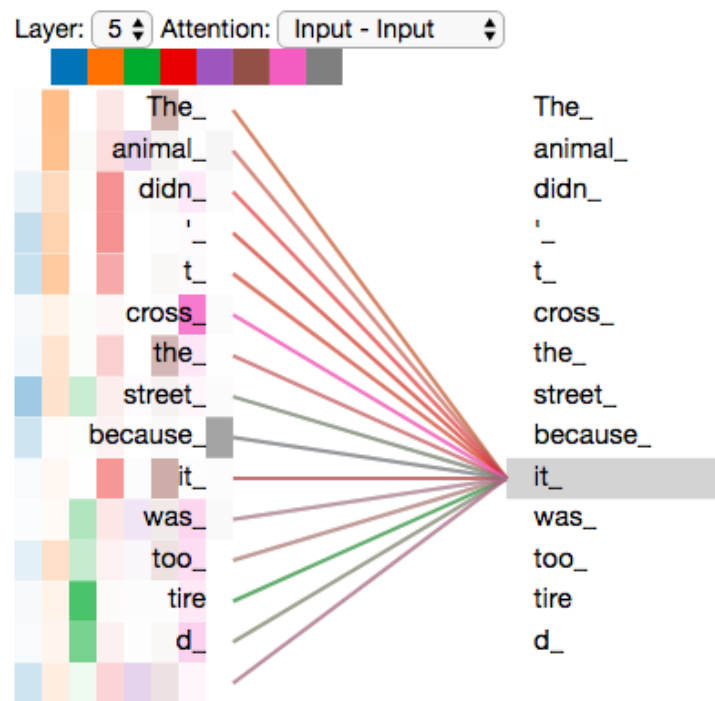 Layer: 5 Attention: Input - Input
The_ The_
animal_ animal_
didn_ didn_
'_ '_
t_ t_
cross_ cross_
the_ the_
street_ street_
because_ because_
it_ it_
was_ was_
too_ too_
tire tire
d_ d_